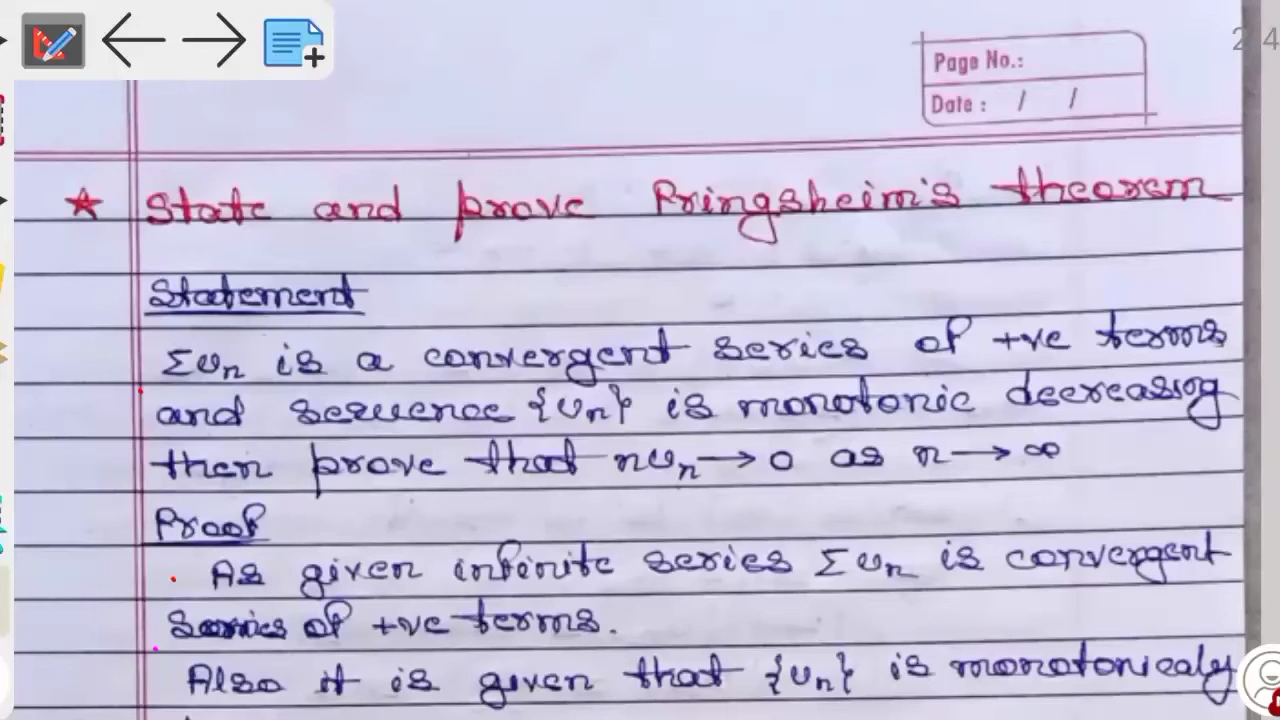 2 4
Page No.:
Date : / /
★ State and prove Pringsheim's theorem
Statement
Σun is a convergent series of +ve terms
and sequence {un} is monotonic decreasing
then prove that nun → 0 as n → ∞
Proof
As given infinite series Σun is convergent
Series of +ve terms.
Also it is given that {un} is monotonicaly